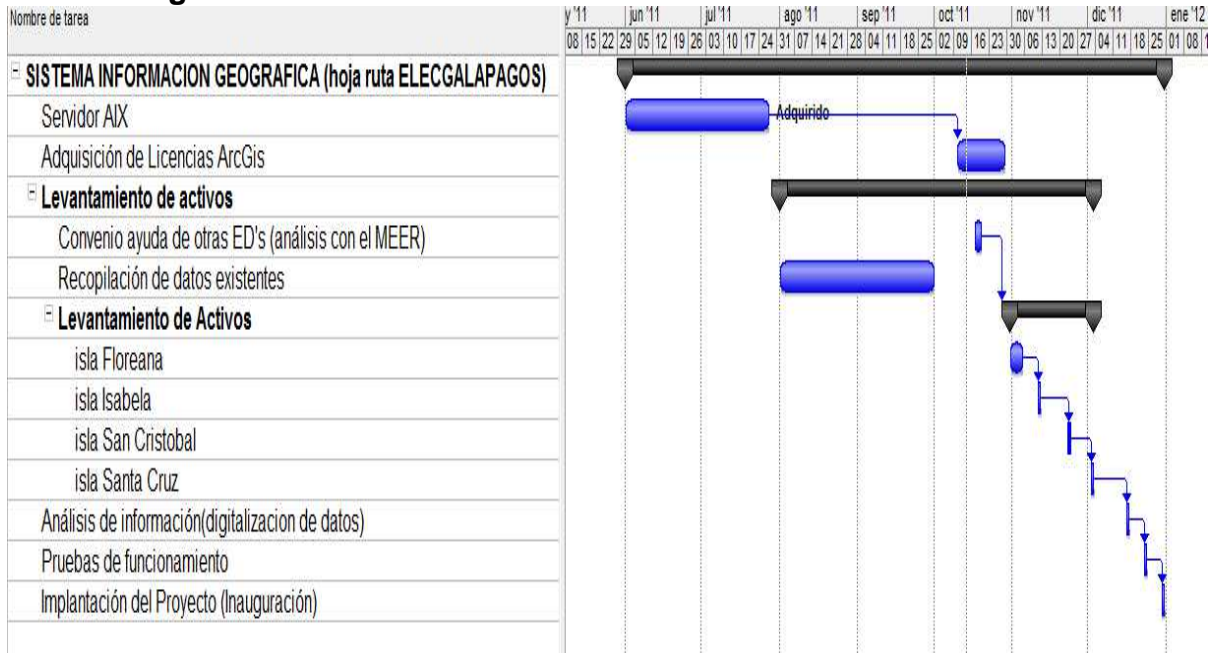 Nombre de tarea
y '11 jun '11 jul '11 ago '11 sep '11 oct '11 nov '11 dic '11 ene '12
08 15 22 29 05 12 19 26 03 10 17 24 31 07 14 21 28 04 11 18 25 02 09 16 23 30 06 13 20 27 04 11 18 25 01 08
SISTEMA INFORMACION GEOGRAFICA (hoja ruta ELECGALAPAGOS)
Servidor AIX
Adquirido
Adquisición de Licencias ArcGis
Levantamiento de activos
Convenio ayuda de otras ED's (análisis con el MEER)
Recopilación de datos existentes
Levantamiento de Activos
isla Floreana
isla Isabela
isla San Cristobal
isla Santa Cruz
Análisis de información(digitalizacion de datos)
Pruebas de funcionamiento
Implantación del Proyecto (Inauguración)